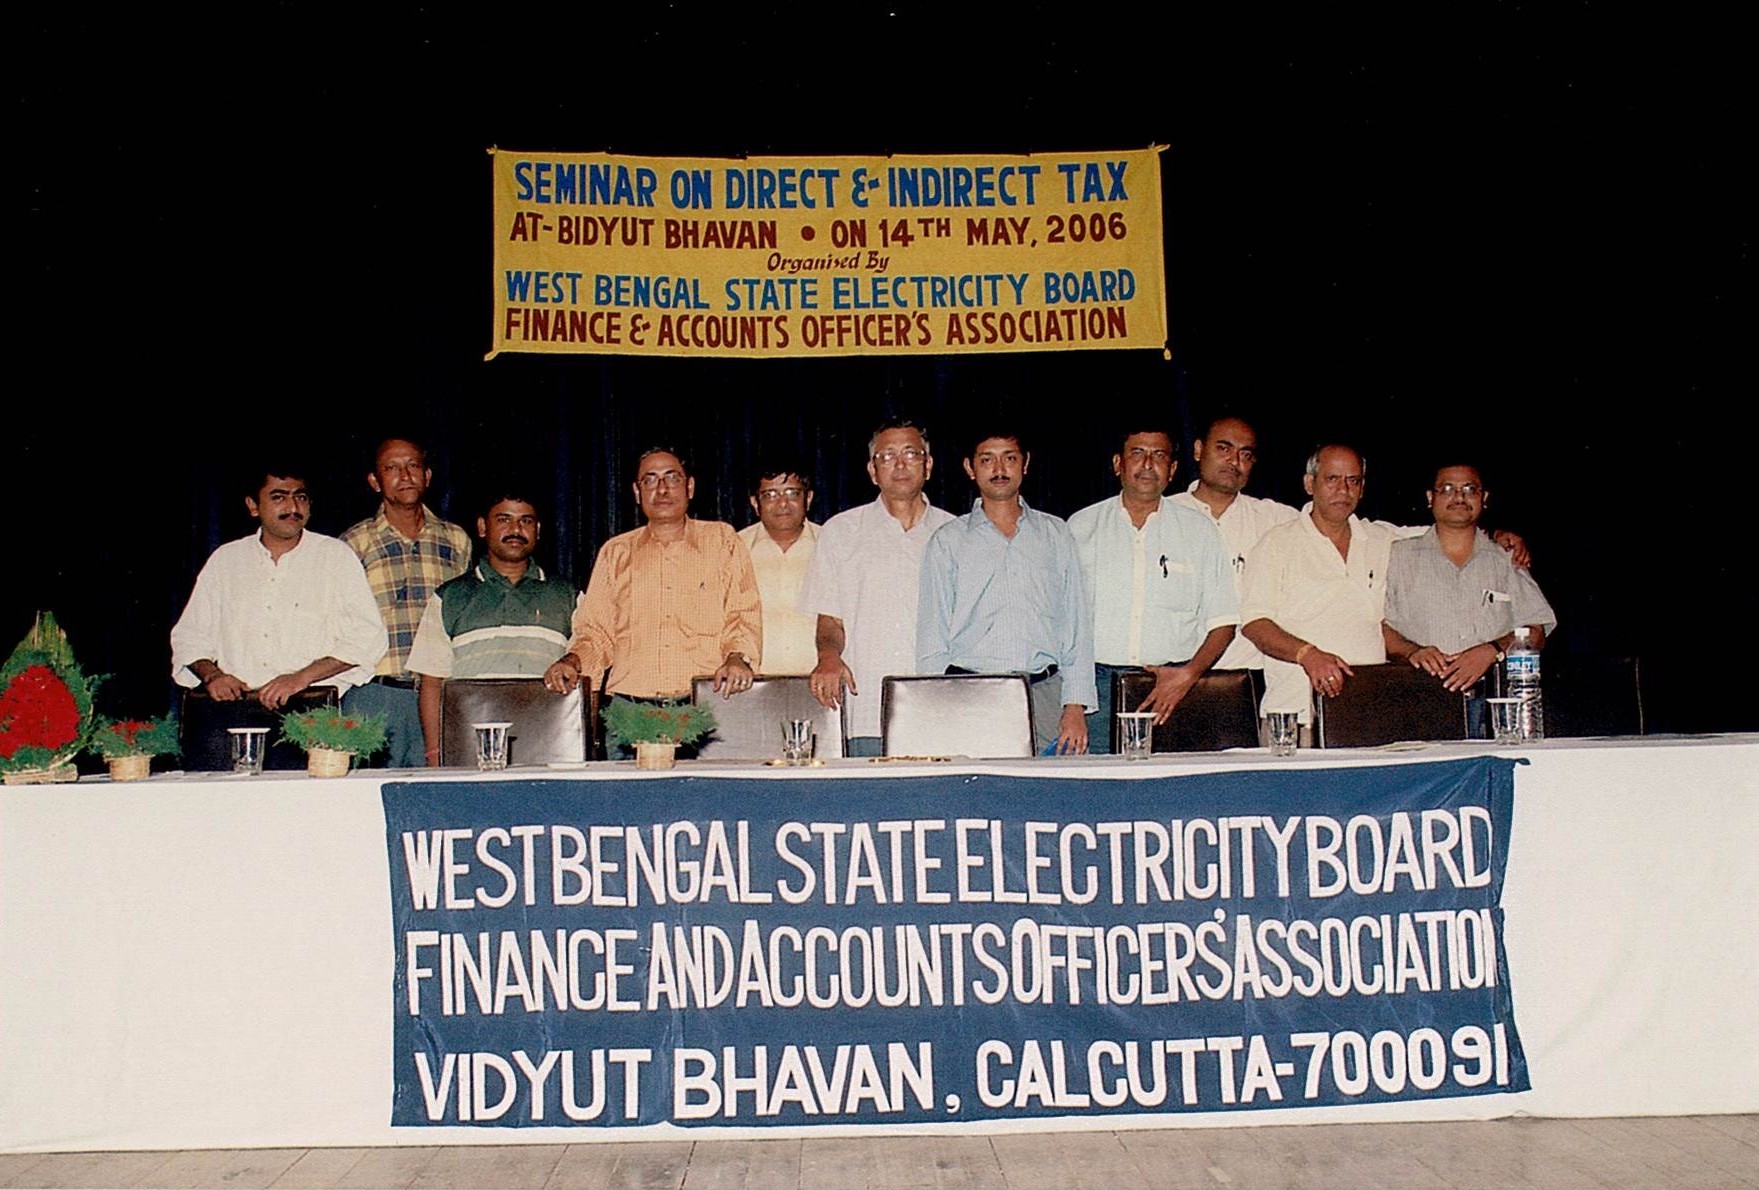 SEMINAR ON DIRECT & INDIRECT TAX
AT-BIDYUT BHAVAN • ON 14TH MAY, 2006
Organised By
WEST BENGAL STATE ELECTRICITY BOARD
FINANCE & ACCOUNTS OFFICER'S ASSOCIATION
WEST BENGAL STATE ELECTRICITY BOARD
FINANCE AND ACCOUNTS OFFICERS' ASSOCIATION
VIDYUT BHAVAN, CALCUTTA-700091